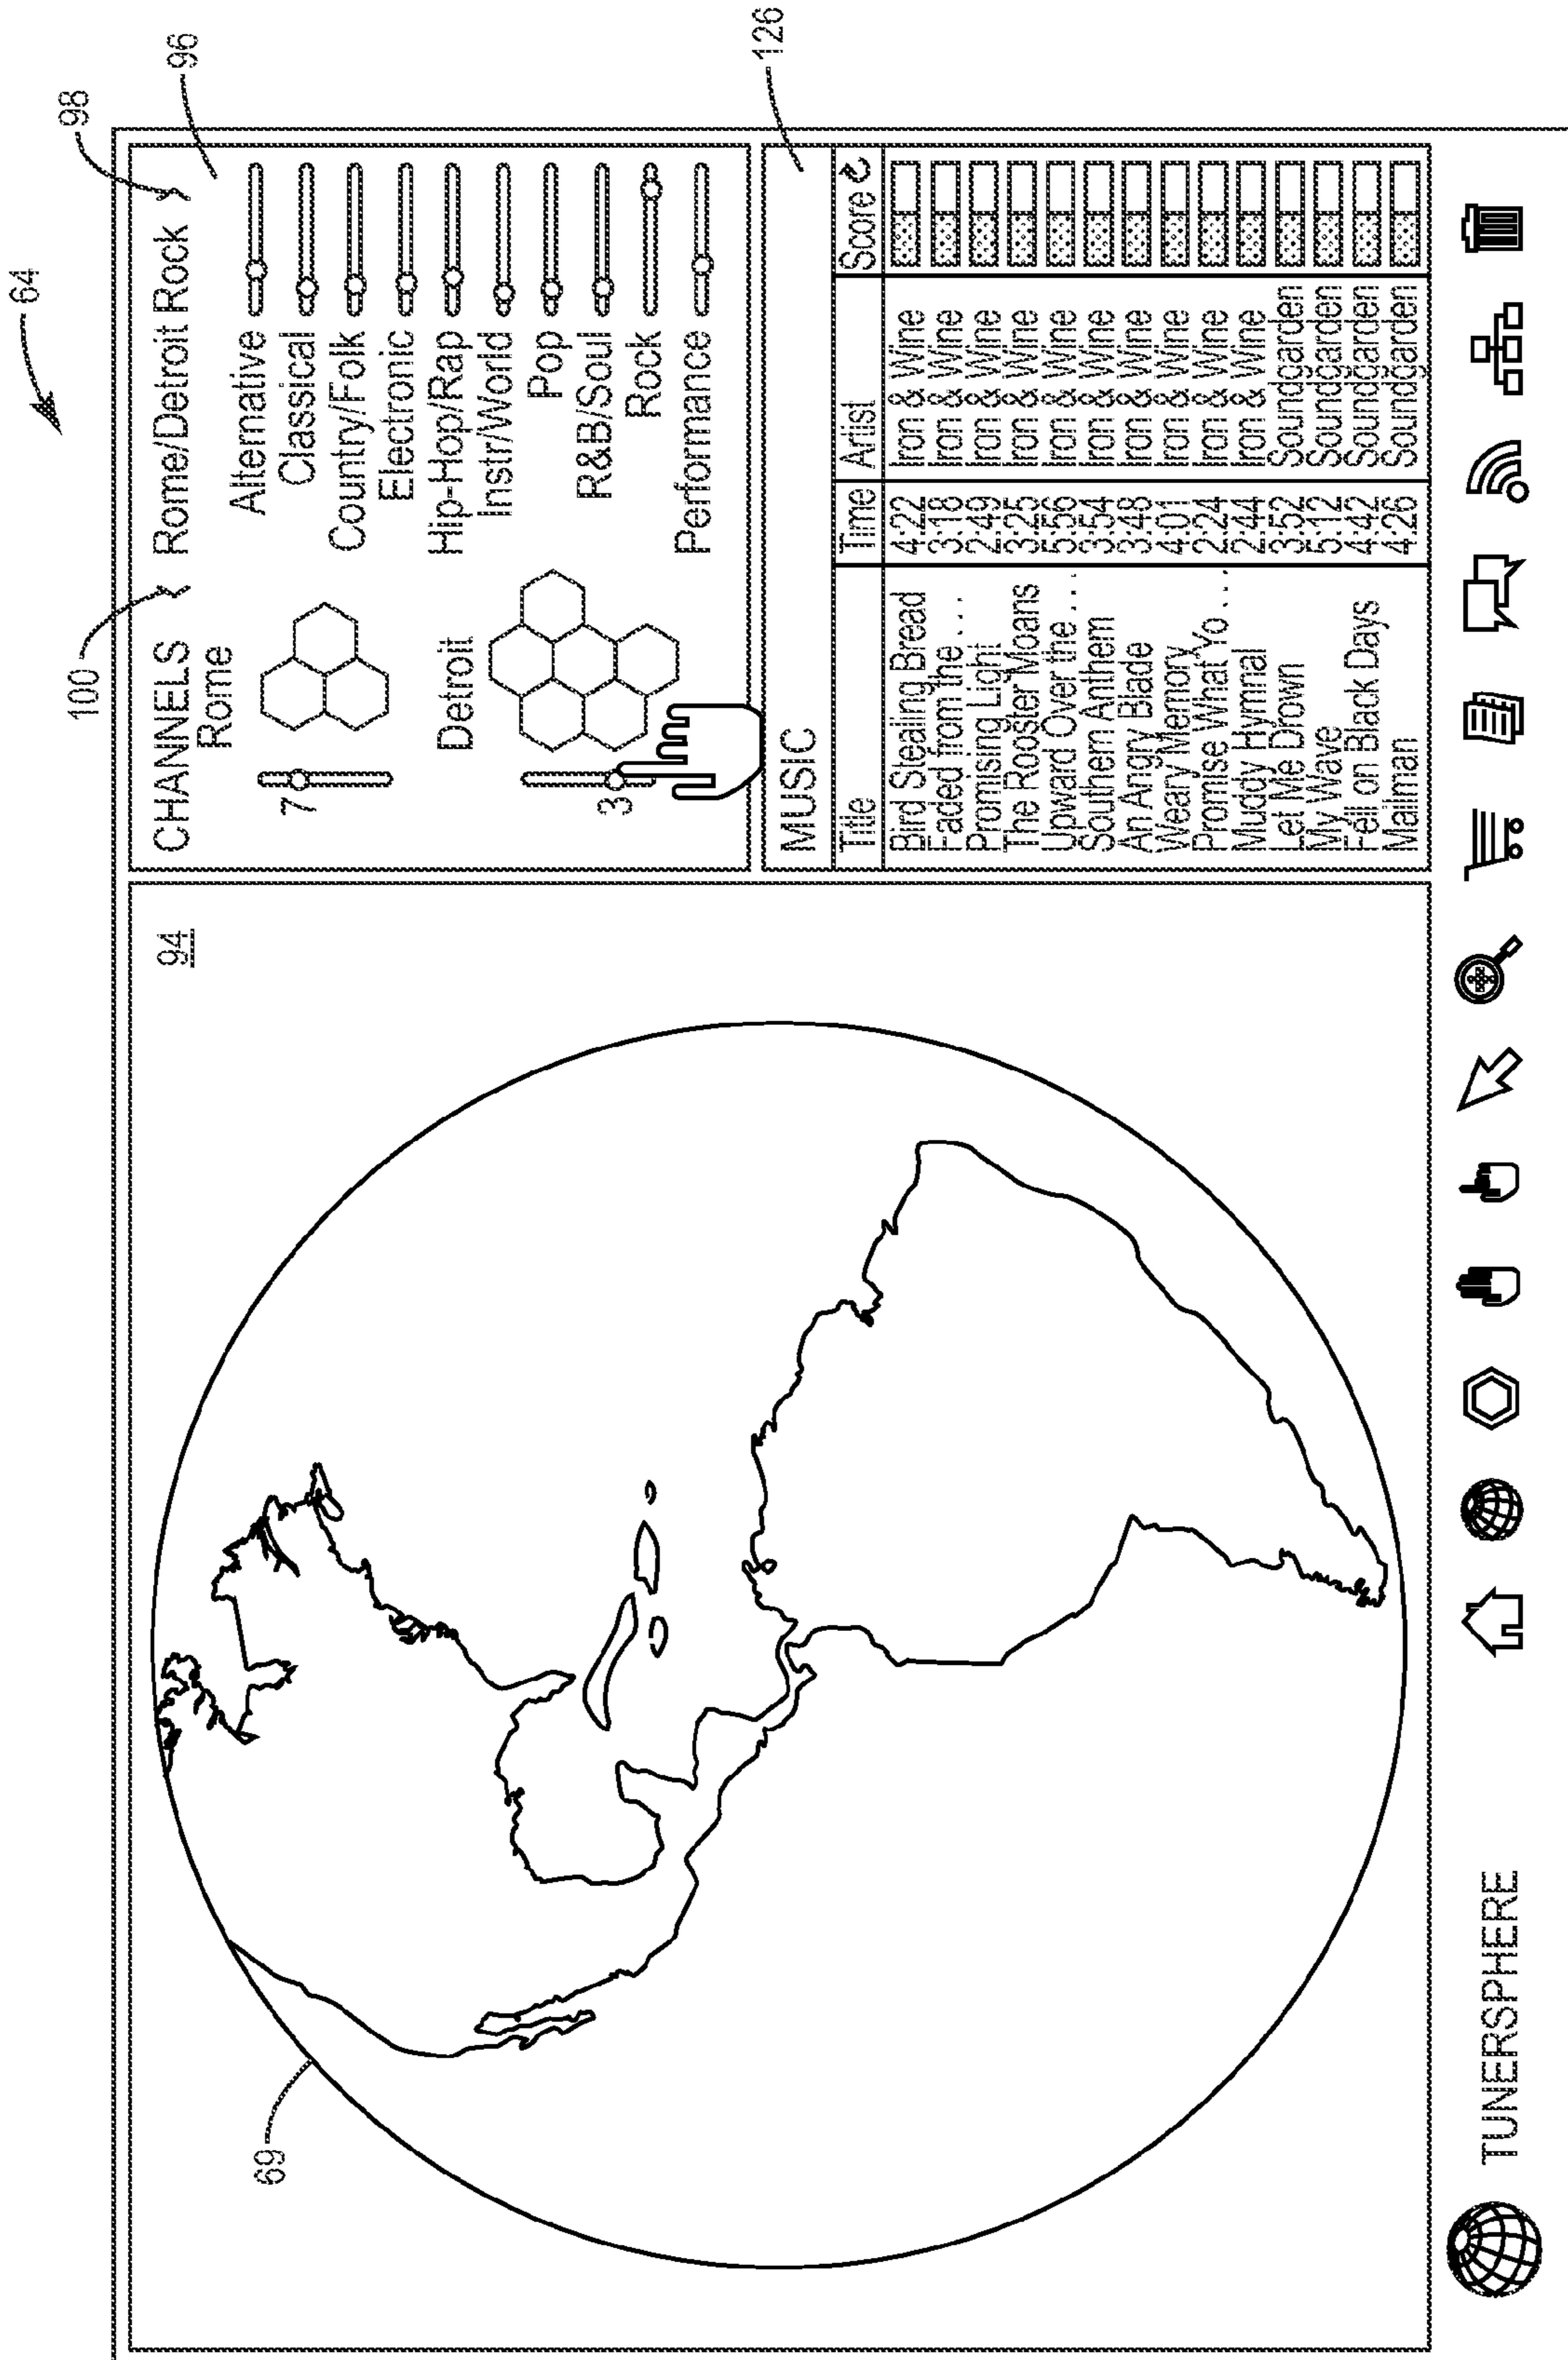 64
98
96
100
CHANNELS < Rome/Detroit Rock >
Rome
7
Detroit
3
Alternative
Classical
Country/Folk
Electronic
Hip-Hop/Rap
Instr/World
Pop
R&B/Soul
Rock
Performance
94
69
126
MUSIC
Title Time Artist Score
Bird Stealing Bread 4:22 Iron & Wine
Faded from the ... 3:18 Iron & Wine
Promising Light 2:49 Iron & Wine
The Rooster Moans 3:25 Iron & Wine
Upward Over the ... 5:56 Iron & Wine
Southern Anthem 3:54 Iron & Wine
An Angry Blade 3:48 Iron & Wine
Weary Memory 4:01 Iron & Wine
Promise What Yo ... 2:24 Iron & Wine
Muddy Hymnal 2:44 Iron & Wine
Let Me Drown 3:52 Soundgarden
My Wave 5:12 Soundgarden
Fell on Black Days 4:42 Soundgarden
Mailman 4:26 Soundgarden
TUNERSPHERE